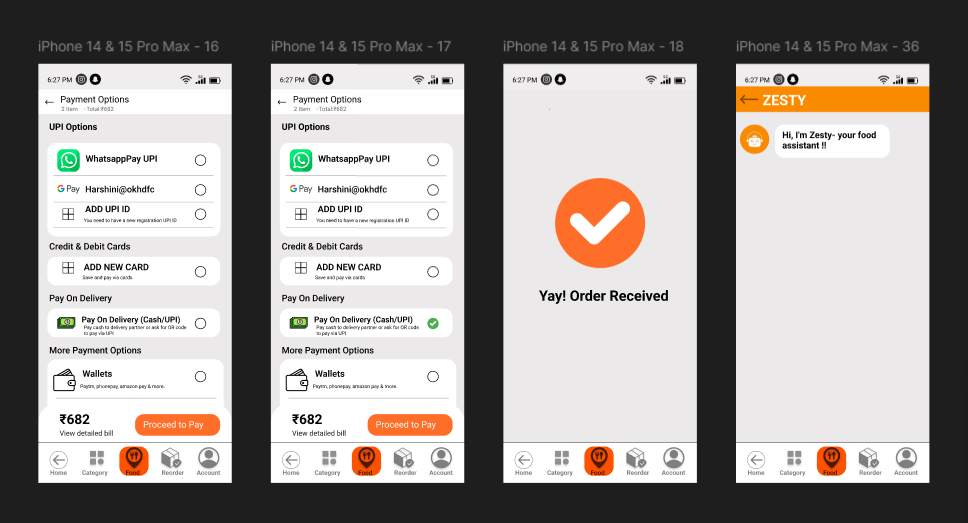 iPhone 14 & 15 Pro Max - 16
6:27 PM
5G
Payment Options
2 Item - Total:₹682
UPI Options
WhatsappPay UPI
G Pay Harshini@okhdfc
ADD UPI ID
You need to have a new registration UPI ID
Credit & Debit Cards
ADD NEW CARD
Save and pay via cards
Pay On Delivery
Pay On Delivery (Cash/UPI)
Pay cash to delivery partner or ask for OR code
to pay via UPI
More Payment Options
Wallets
Paytm, phonepay, amazon pay & more.
₹682
View detailed bill
Proceed to Pay
Home Category Food Reorder Account
iPhone 14 & 15 Pro Max - 17
6:27 PM
5G
Payment Options
2 Item - Total:₹682
UPI Options
WhatsappPay UPI
G Pay Harshini@okhdfc
ADD UPI ID
You need to have a new registration UPI ID
Credit & Debit Cards
ADD NEW CARD
Save and pay via cards
Pay On Delivery
Pay On Delivery (Cash/UPI)
Pay cash to delivery partner or ask for OR code
to pay via UPI
More Payment Options
Wallets
Paytm, phonepay, amazon pay & more.
₹682
View detailed bill
Proceed to Pay
Home Category Food Reorder Account
iPhone 14 & 15 Pro Max - 18
6:27 PM
5G
Yay! Order Received
Home Category Food Reorder Account
iPhone 14 & 15 Pro Max - 36
6:27 PM
5G
ZESTY
Hi, I'm Zesty- your food
assistant !!
Home Category Food Reorder Account